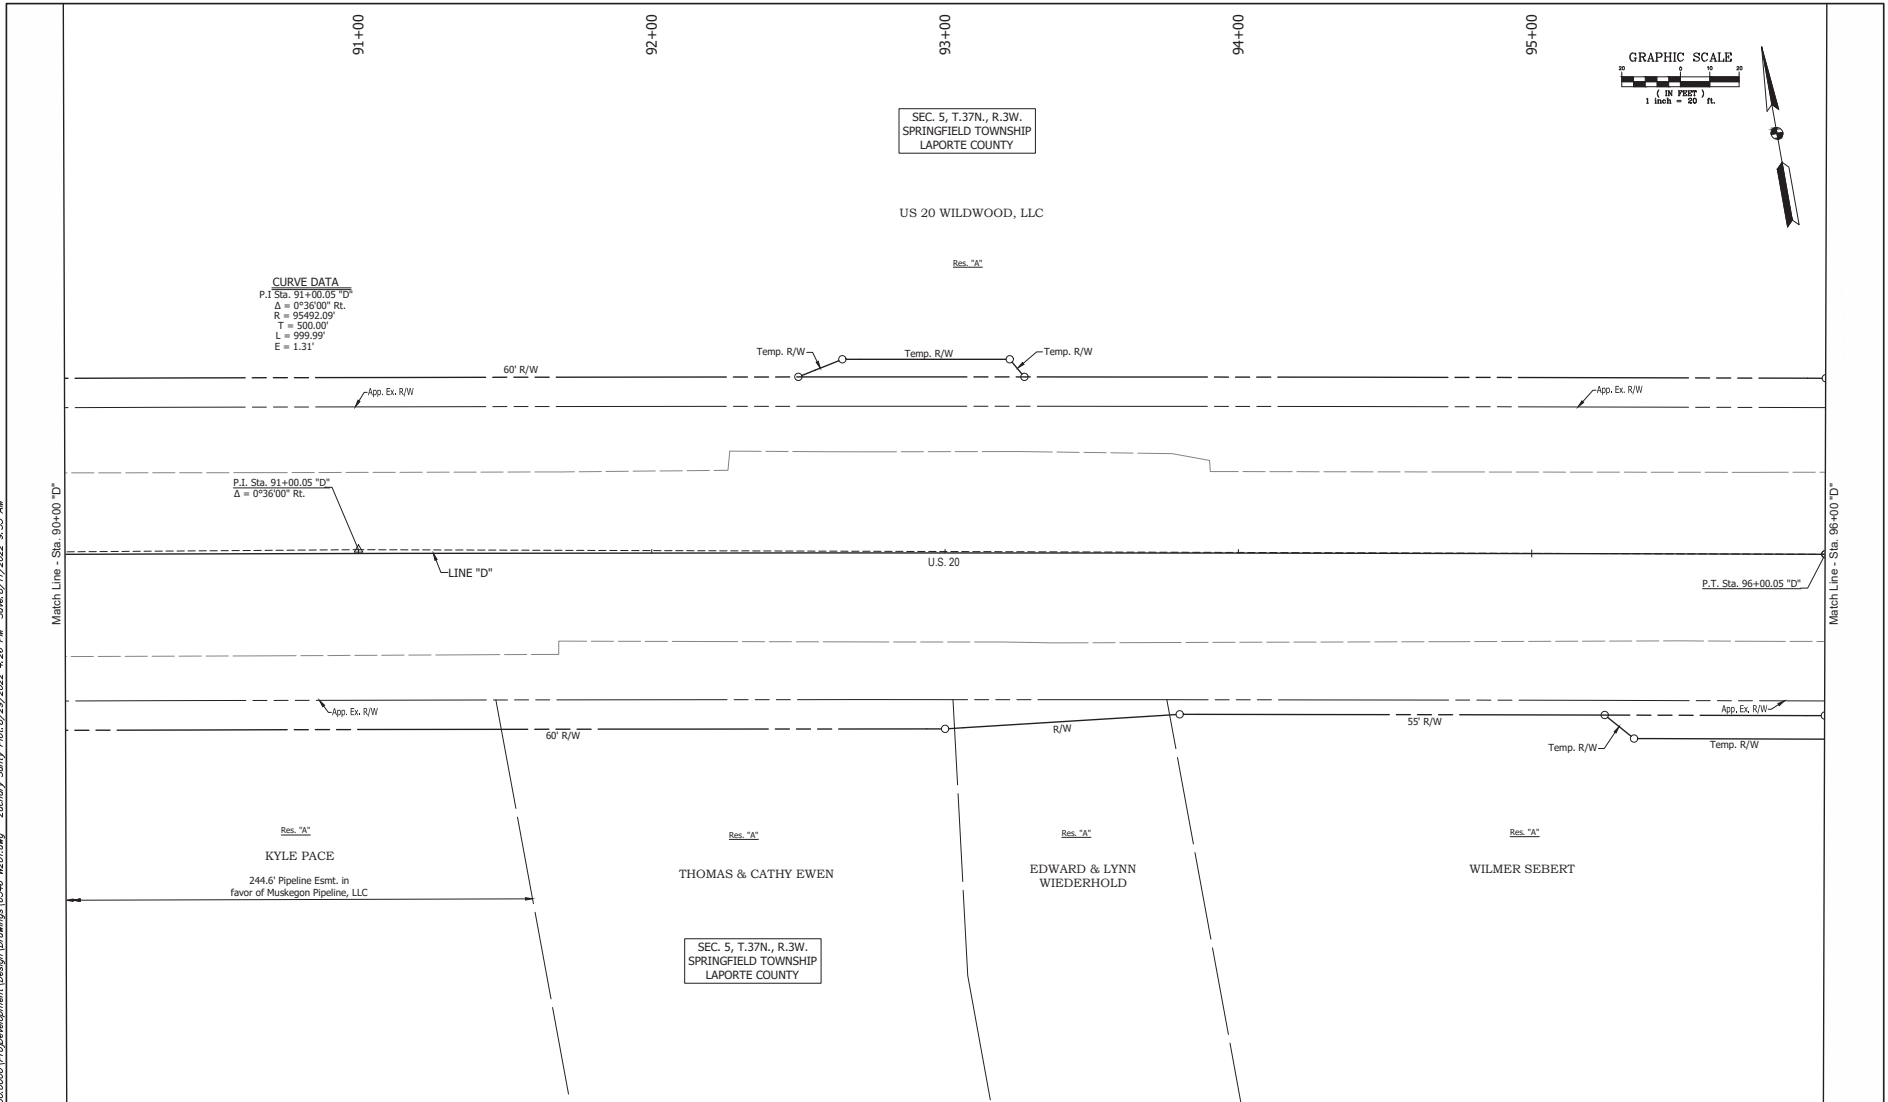 91+00
92+00
93+00
94+00
95+00
GRAPHIC SCALE
20 0 10 20
( IN FEET )
1 inch = 20 ft.
SEC. 5, T.37N., R.3W.
SPRINGFIELD TOWNSHIP
LAPORTE COUNTY
US 20 WILDWOOD, LLC
Res. "A"
CURVE DATA
P.I Sta. 91+00.05 "D"
Δ = 0°36'00" Rt.
R = 95492.09'
T = 500.00'
L = 999.99'
E = 1.31'
Temp. R/W
Temp. R/W
Temp. R/W
60' R/W
App. Ex. R/W
App. Ex. R/W
P.I. Sta. 91+00.05 "D"
Δ = 0°36'00" Rt.
Match Line - Sta. 90+00 "D"
Match Line - Sta. 96+00 "D"
LINE "D"
U.S. 20
P.T. Sta. 96+00.05 "D"
App. Ex. R/W
App. Ex. R/W
60' R/W
R/W
55' R/W
Temp. R/W
Temp. R/W
Res. "A"
KYLE PACE
244.6' Pipeline Esmt. in
favor of Muskegon Pipeline, LLC
Res. "A"
THOMAS & CATHY EWEN
Res. "A"
EDWARD & LYNN
WIEDERHOLD
Res. "A"
WILMER SEBERT
SEC. 5, T.37N., R.3W.
SPRINGFIELD TOWNSHIP
LAPORTE COUNTY